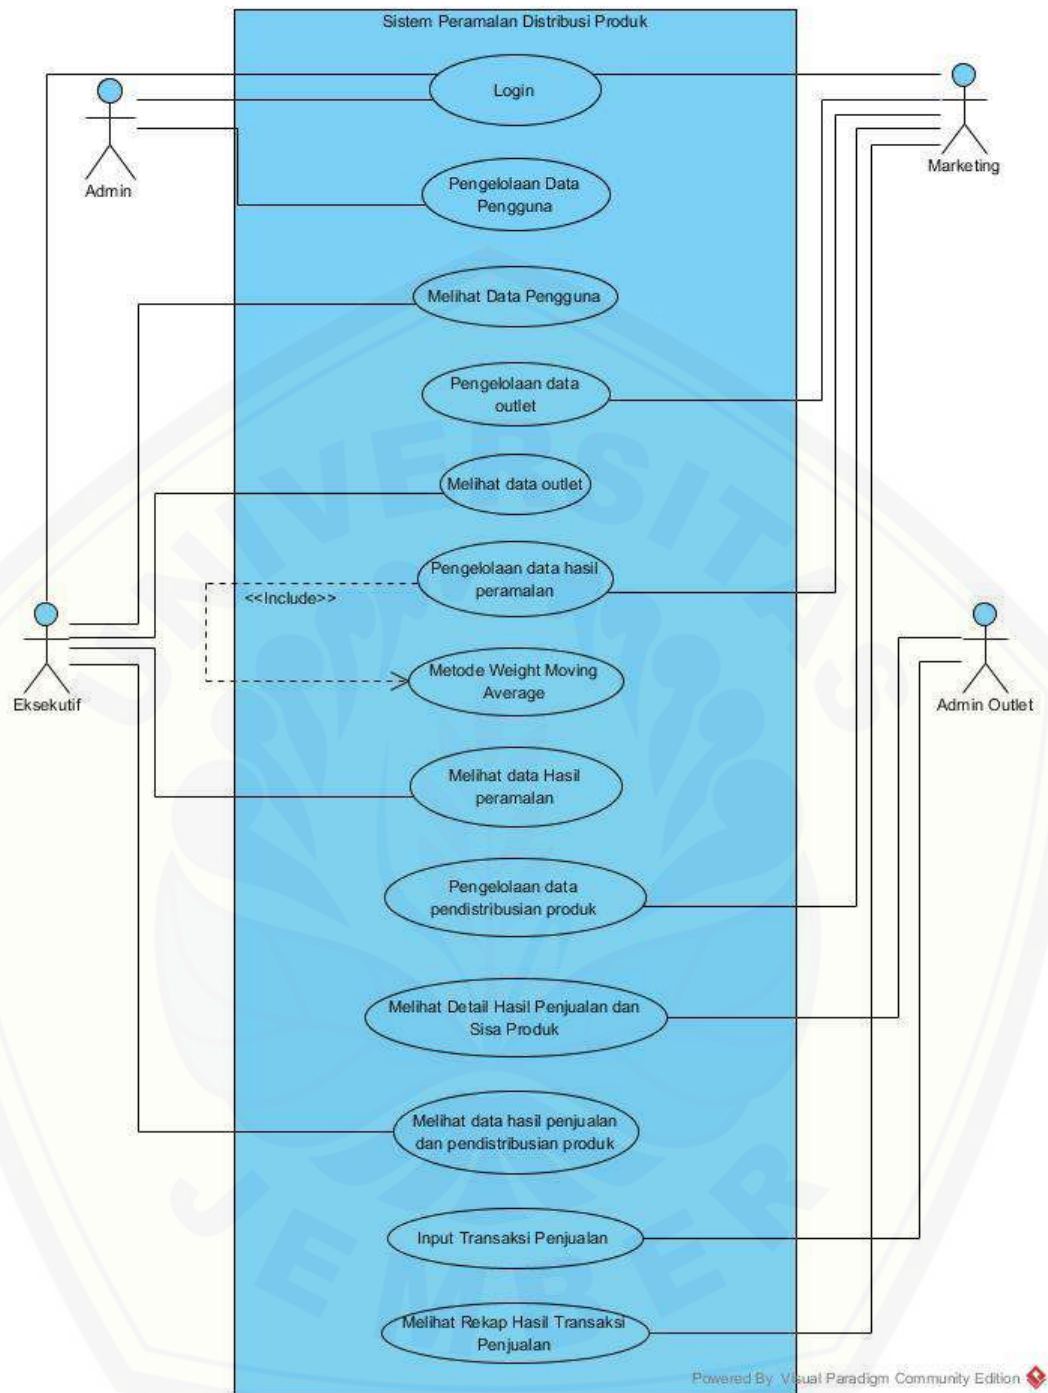 Sistem Peramalan Distribusi Produk
Login
Admin
Marketing
Pengelolaan Data
Pengguna
Melihat Data Pengguna
Pengelolaan data
outlet
Melihat data outlet
Pengelolaan data hasil
peramalan
<<Include>>
Metode Weight Moving
Average
Eksekutif
Admin Outlet
Melihat data Hasil
peramalan
Pengelolaan data
pendistribusian produk
Melihat Detail Hasil Penjualan dan
Sisa Produk
Melihat data hasil penjualan
dan pendistribusian produk
Input Transaksi Penjualan
Melihat Rekap Hasil Transaksi
Penjualan
UNIVERSITAS
JEMBER
Powered By Visual Paradigm Community Edition